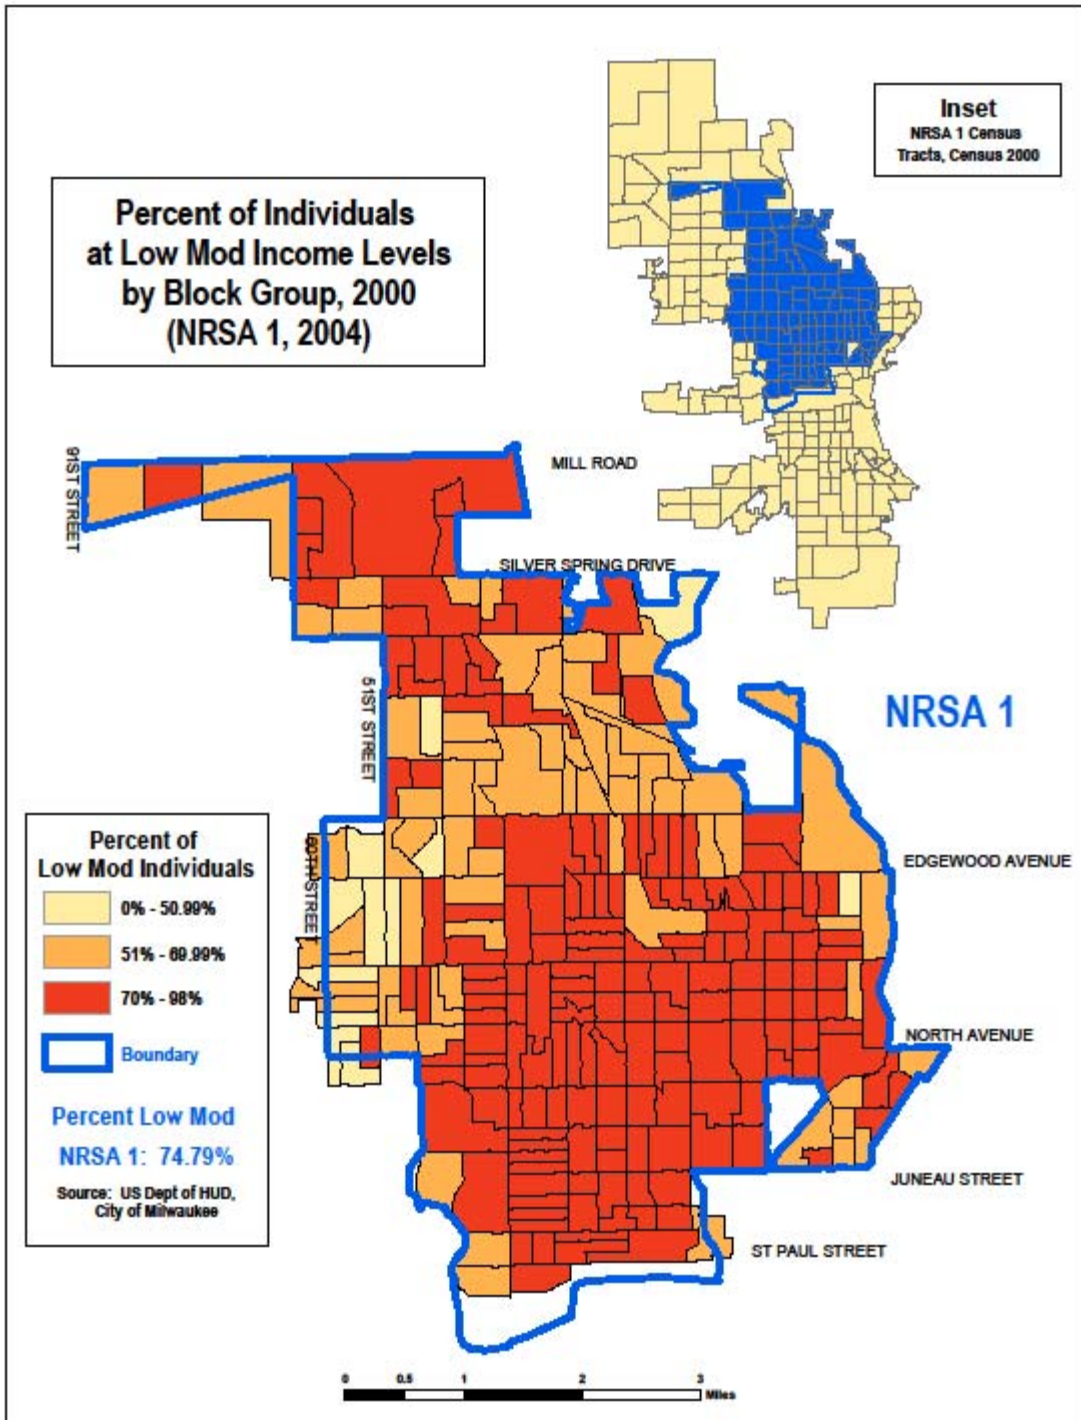 Inset
NRSA 1 Census
Tracts, Census 2000
Percent of Individuals
at Low Mod Income Levels
by Block Group, 2000
(NRSA 1, 2004)
91ST STREET
MILL ROAD
SILVER SPRING DRIVE
51ST STREET
NRSA 1
Percent of
Low Mod Individuals
0% - 50.99%
51% - 69.99%
70% - 98%
Boundary
Percent Low Mod
NRSA 1: 74.79%
Source: US Dept of HUD,
City of Milwaukee
60TH STREET
EDGEWOOD AVENUE
NORTH AVENUE
JUNEAU STREET
ST PAUL STREET
0 0.5 1 2 3
Miles